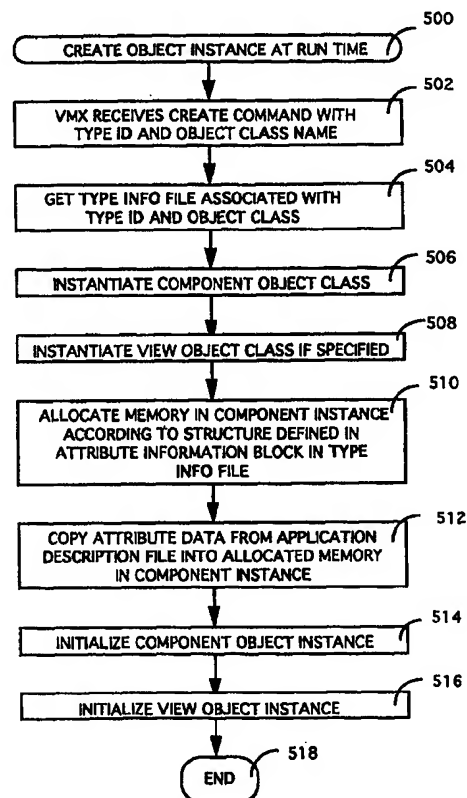 500
CREATE OBJECT INSTANCE AT RUN TIME
502
VMX RECEIVES CREATE COMMAND WITH
TYPE ID AND OBJECT CLASS NAME
504
GET TYPE INFO FILE ASSOCIATED WITH
TYPE ID AND OBJECT CLASS
506
INSTANTIATE COMPONENT OBJECT CLASS
508
INSTANTIATE VIEW OBJECT CLASS IF SPECIFIED
510
ALLOCATE MEMORY IN COMPONENT INSTANCE
ACCORDING TO STRUCTURE DEFINED IN
ATTRIBUTE INFORMATION BLOCK IN TYPE
INFO FILE
512
COPY ATTRIBUTE DATA FROM APPLICATION
DESCRIPTION FILE INTO ALLOCATED MEMORY
IN COMPONENT INSTANCE
514
INITIALIZE COMPONENT OBJECT INSTANCE
516
INITIALIZE VIEW OBJECT INSTANCE
518
END